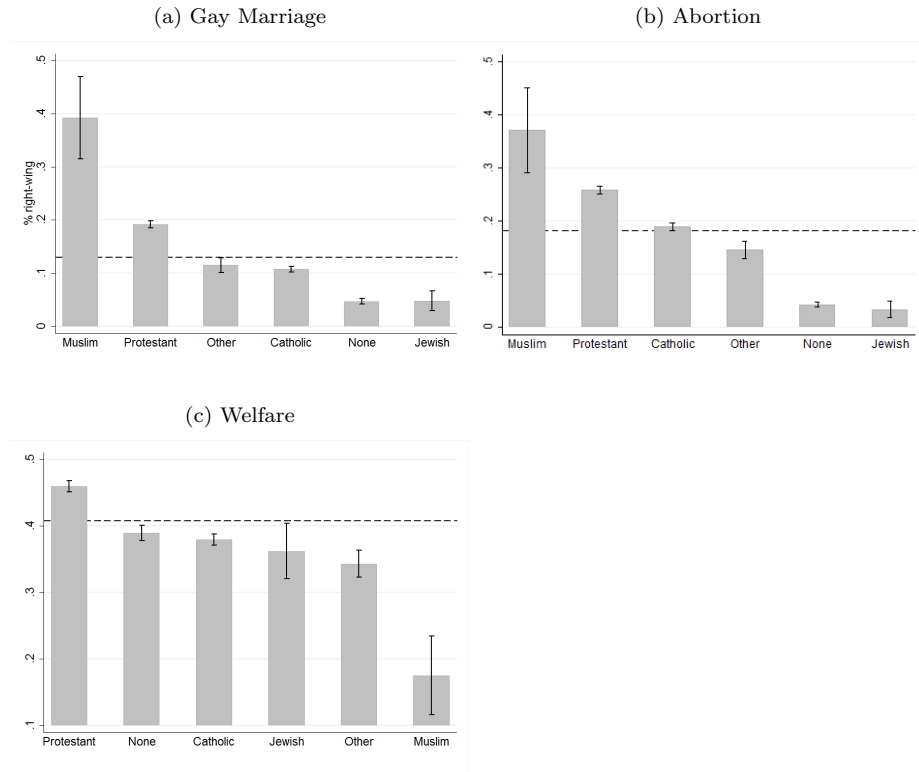 (a) Gay Marriage
% right-wing
.5
.4
.3
.2
.1
0
Muslim Protestant Other Catholic None Jewish
(b) Abortion
.5
.4
.3
.2
.1
0
Muslim Protestant Catholic Other None Jewish
(c) Welfare
.5
.4
.3
.2
.1
Protestant None Catholic Jewish Other Muslim